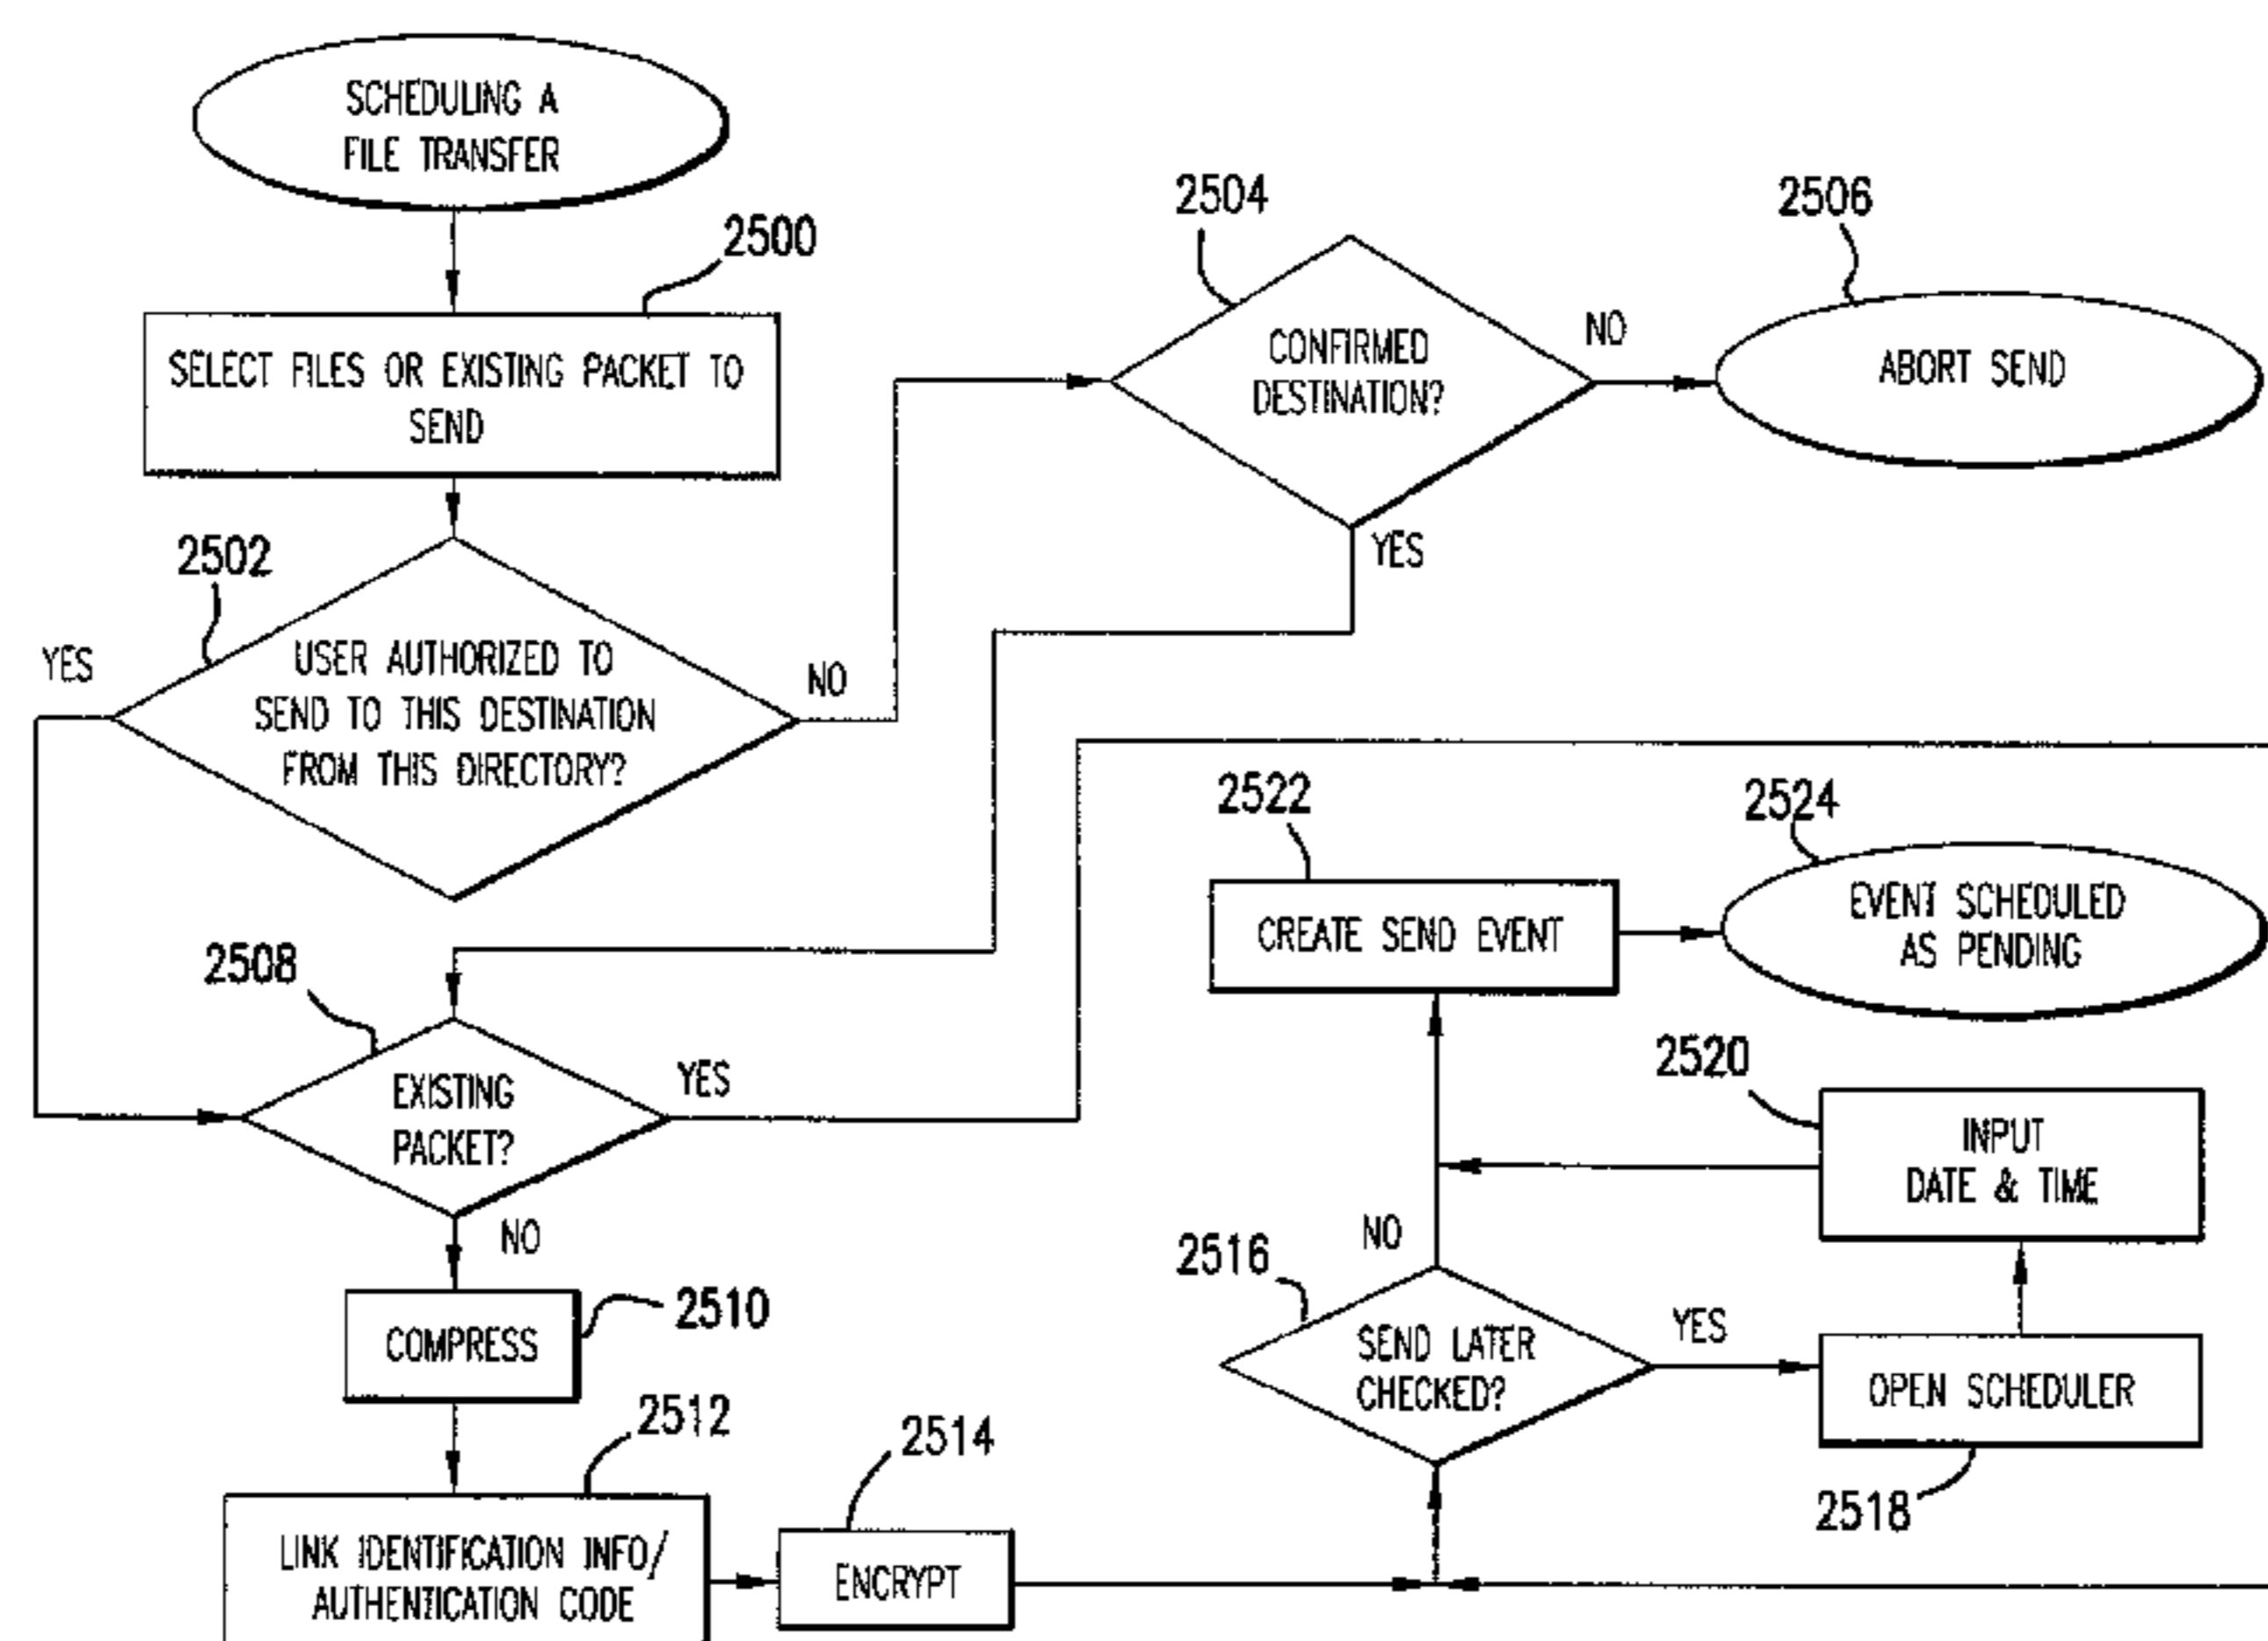 SCHEDULING A
FILE TRANSFER
2500
SELECT FILES OR EXISTING PACKET TO
SEND
2502
YES
USER AUTHORIZED TO
SEND TO THIS DESTINATION
FROM THIS DIRECTORY?
NO
2504
CONFIRMED
DESTINATION?
NO
YES
2506
ABORT SEND
2508
EXISTING
PACKET?
YES
NO
2510
COMPRESS
2512
LINK IDENTIFICATION INFO/
AUTHENTICATION CODE
2514
ENCRYPT
2516
SEND LATER
CHECKED?
NO
YES
2518
OPEN SCHEDULER
2520
INPUT
DATE & TIME
2522
CREATE SEND EVENT
2524
EVENT SCHEDULED
AS PENDING